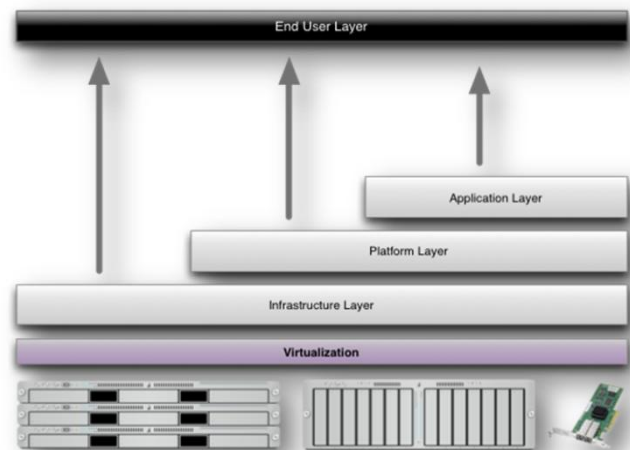 End User Layer
Application Layer
Platform Layer
Infrastructure Layer
Virtualization